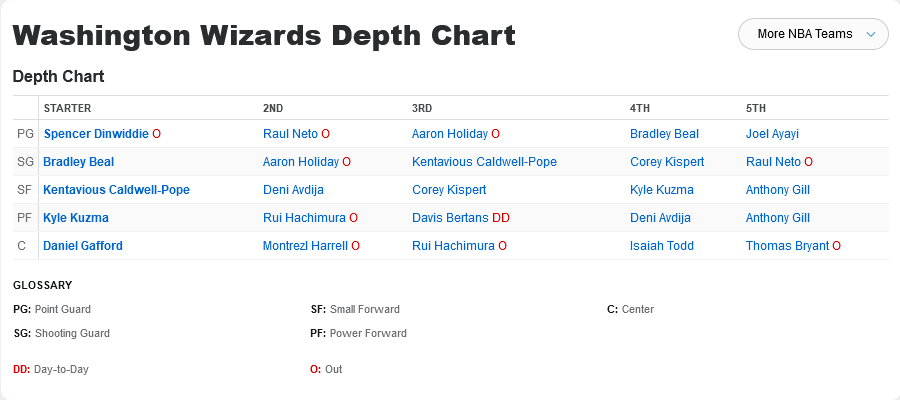 Washington Wizards Depth Chart
More NBA Teams
Depth Chart
STARTER 2ND 3RD 4TH 5TH
PG Spencer Dinwiddie O Raul Neto O Aaron Holiday O Bradley Beal Joel Ayayi
SG Bradley Beal Aaron Holiday O Kentavious Caldwell-Pope Corey Kispert Raul Neto O
SF Kentavious Caldwell-Pope Deni Avdija Corey Kispert Kyle Kuzma Anthony Gill
PF Kyle Kuzma Rui Hachimura O Davis Bertans DD Deni Avdija Anthony Gill
C Daniel Gafford Montrezl Harrell O Rui Hachimura O Isaiah Todd Thomas Bryant O
GLOSSARY
PG: Point Guard SF: Small Forward C: Center
SG: Shooting Guard PF: Power Forward
DD: Day-to-Day O: Out